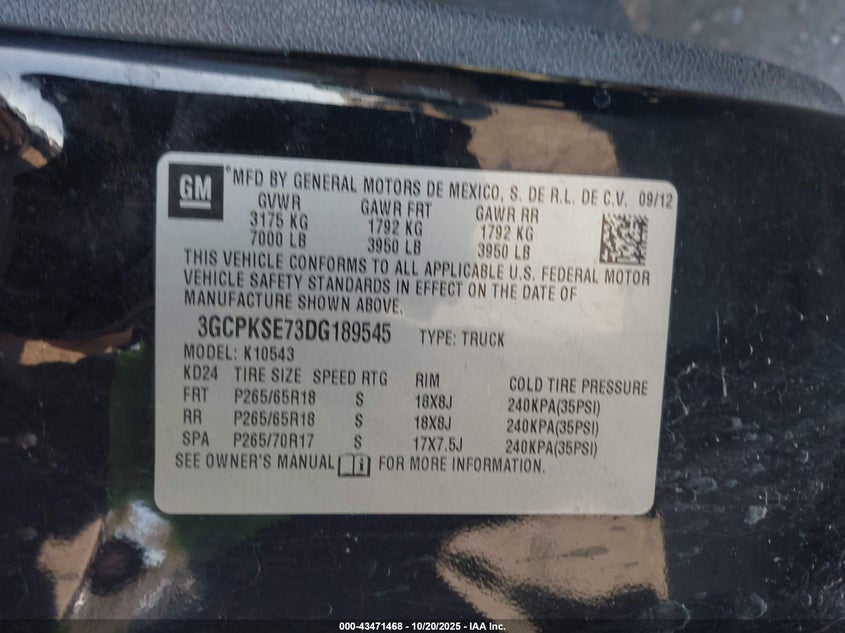 GM *MFD BY GENERAL MOTORS DE MEXICO, S. DE R.L. DE C.V. 09/12
GVWR GAWR FRT GAWR RR
3175 KG 1792 KG 1792 KG
7000 LB 3950 LB 3950 LB
THIS VEHICLE CONFORMS TO ALL APPLICABLE U.S. FEDERAL MOTOR
VEHICLE SAFETY STANDARDS IN EFFECT ON THE DATE OF
MANUFACTURE SHOWN ABOVE.
3GCPKSE73DG189545 TYPE: TRUCK
MODEL: K10543
KD24 TIRE SIZE SPEED RTG RIM COLD TIRE PRESSURE
FRT P265/65R18 S 18X8J 240KPA(35PSI)
RR P265/65R18 S 18X8J 240KPA(35PSI)
SPA P265/70R17 S 17X7.5J 240KPA(35PSI)
SEE OWNER'S MANUAL FOR MORE INFORMATION.
000-43471468 - 10/20/2025 - IAA Inc.